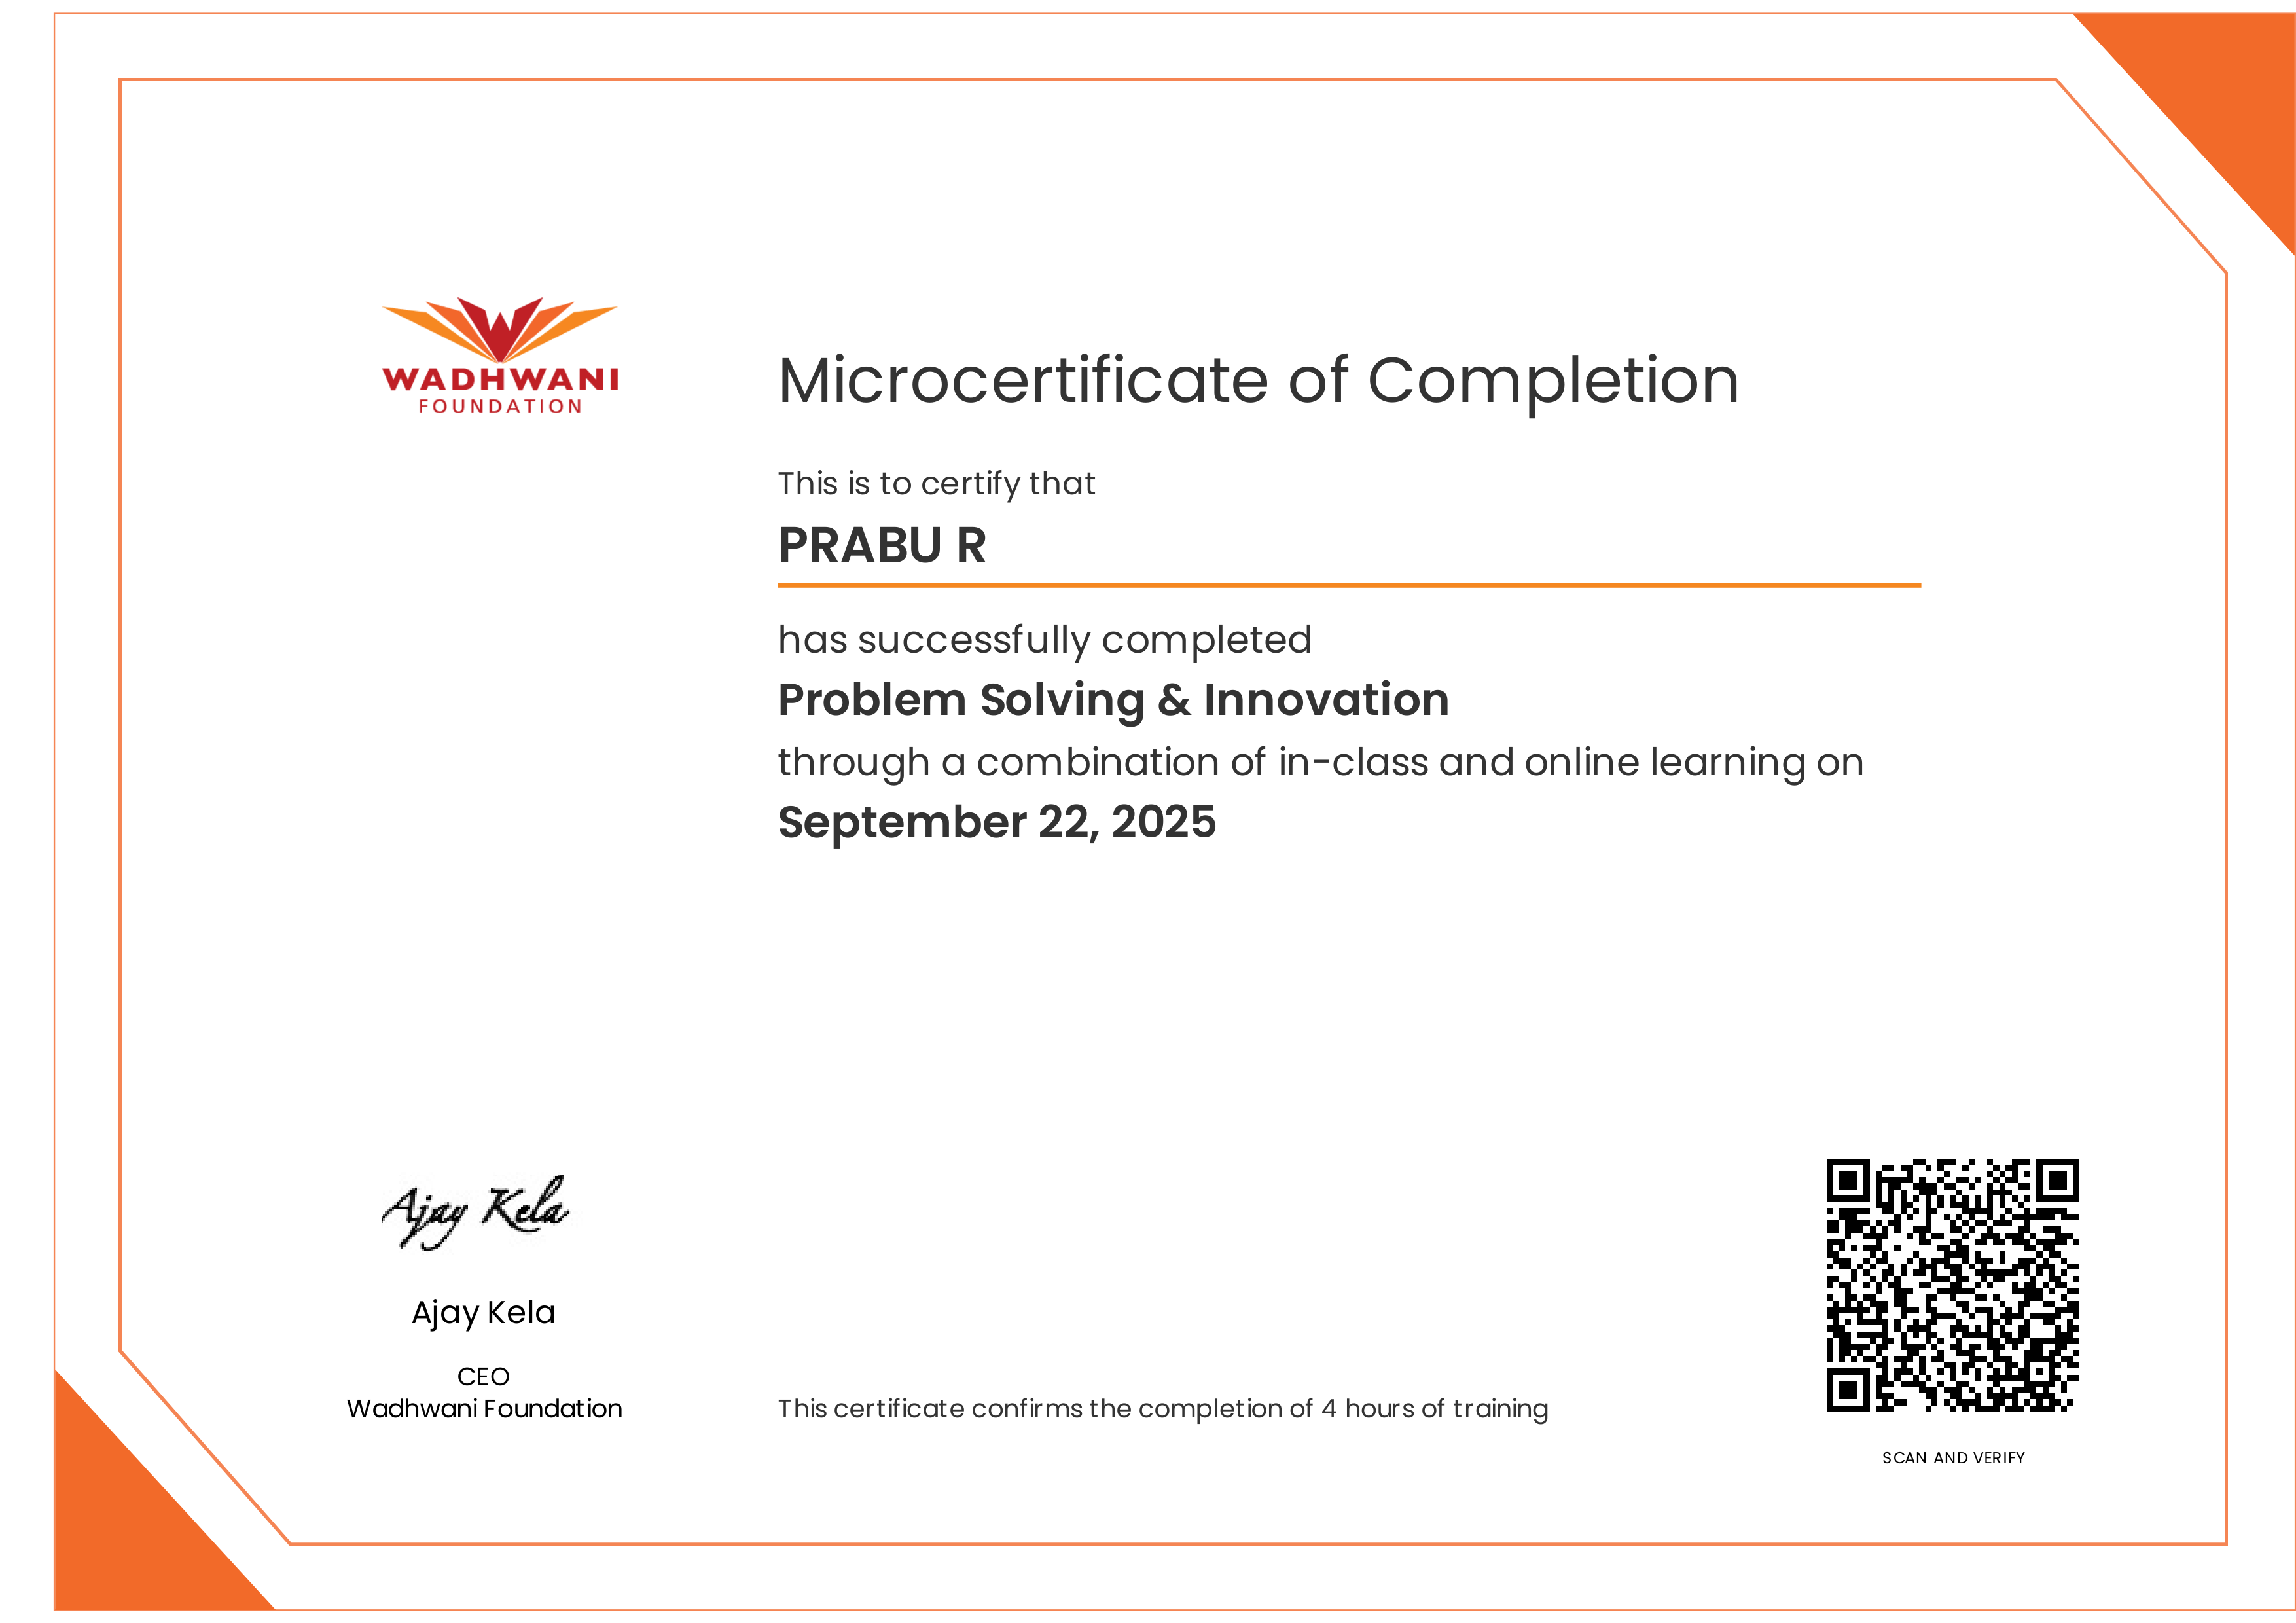 WADHWANI
FOUNDATION
Microcertificate of Completion
This is to certify that
PRABU R
has successfully completed
Problem Solving & Innovation
through a combination of in-class and online learning on
September 22, 2025
Ajay Kela
Ajay Kela
CEO
Wadhwani Foundation
This certificate confirms the completion of 4 hours of training
SCAN AND VERIFY